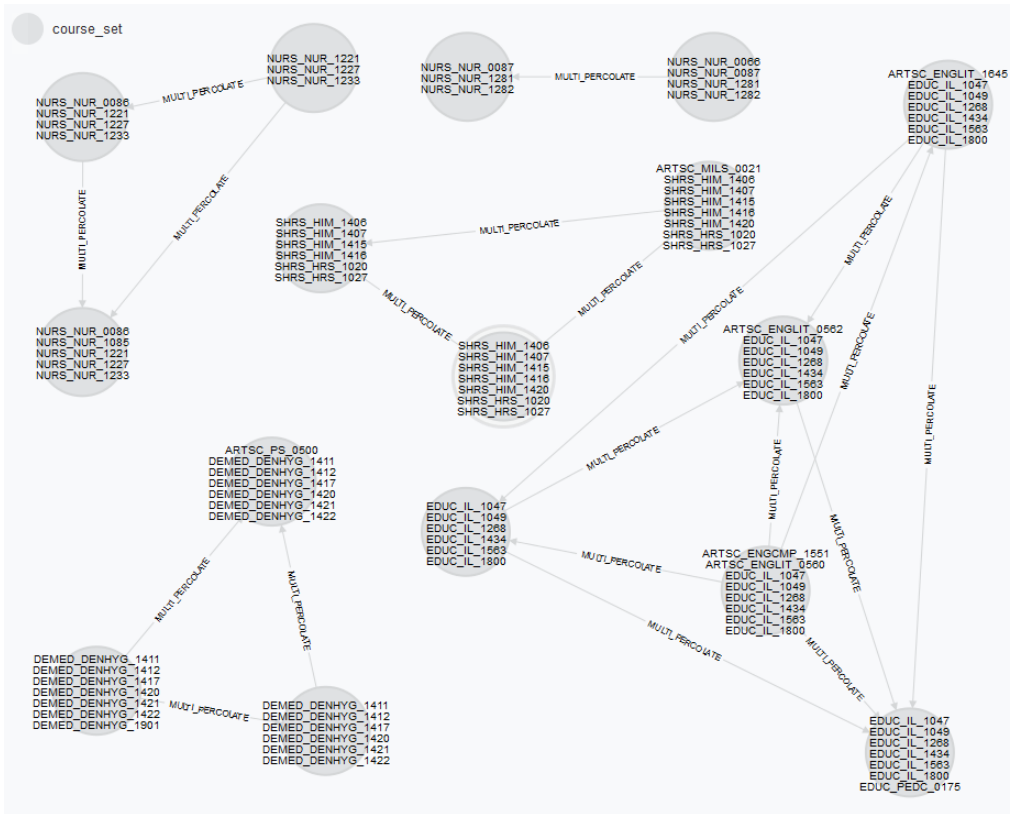 course_set
NURS_NUR_1221
NURS_NUR_1227
NURS_NUR_1233
NURS_NUR_0087
NURS_NUR_1281
NURS_NUR_1282
MULTI_PERCOLATE
NURS_NUR_0066
NURS_NUR_0087
NURS_NUR_1281
NURS_NUR_1282
ARTSC_ENGLIT_1645
EDUC_IL_1047
EDUC_IL_1049
EDUC_IL_1268
EDUC_IL_1434
EDUC_IL_1563
EDUC_IL_1800
MULTI_PERCOLATE
NURS_NUR_0086
NURS_NUR_1221
NURS_NUR_1227
NURS_NUR_1233
MULTI_PERCOLATE
MULTI_PERCOLATE
ARTSC_MILS_0021
SHRS_HIM_1406
SHRS_HIM_1407
SHRS_HIM_1415
SHRS_HIM_1416
SHRS_HIM_1420
SHRS_HRS_1020
SHRS_HRS_1027
MULTI_PERCOLATE
SHRS_HIM_1406
SHRS_HIM_1407
SHRS_HIM_1415
SHRS_HIM_1416
SHRS_HRS_1020
SHRS_HRS_1027
MULTI_PERCOLATE
MULTI_PERCOLATE
MULTI_PERCOLATE
MULTI_PERCOLATE
MULTI_PERCOLATE
MULTI_PERCOLATE
NURS_NUR_0086
NURS_NUR_1085
NURS_NUR_1221
NURS_NUR_1227
NURS_NUR_1233
SHRS_HIM_1406
SHRS_HIM_1407
SHRS_HIM_1415
SHRS_HIM_1416
SHRS_HIM_1420
SHRS_HRS_1020
SHRS_HRS_1027
ARTSC_ENGLIT_0562
EDUC_IL_1047
EDUC_IL_1049
EDUC_IL_1268
EDUC_IL_1434
EDUC_IL_1563
EDUC_IL_1800
MULTI_PERCOLATE
MULTI_PERCOLATE
MULTI_PERCOLATE
ARTSC_PS_0500
DEMED_DENHYG_1411
DEMED_DENHYG_1412
DEMED_DENHYG_1417
DEMED_DENHYG_1420
DEMED_DENHYG_1421
DEMED_DENHYG_1422
EDUC_IL_1047
EDUC_IL_1049
EDUC_IL_1268
EDUC_IL_1434
EDUC_IL_1563
EDUC_IL_1800
MULTI_PERCOLATE
MULTI_PERCOLATE
ARTSC_ENGCMP_1551
ARTSC_ENGLIT_0560
EDUC_IL_1047
EDUC_IL_1049
EDUC_IL_1268
EDUC_IL_1434
EDUC_IL_1563
EDUC_IL_1800
MULTI_PERCOLATE
MULTI_PERCOLATE
MULTI_PERCOLATE
MULTI_PERCOLATE
DEMED_DENHYG_1411
DEMED_DENHYG_1412
DEMED_DENHYG_1417
DEMED_DENHYG_1420
DEMED_DENHYG_1421
DEMED_DENHYG_1422
DEMED_DENHYG_1901
MULTI_PERCOLATE
DEMED_DENHYG_1411
DEMED_DENHYG_1412
DEMED_DENHYG_1417
DEMED_DENHYG_1420
DEMED_DENHYG_1421
DEMED_DENHYG_1422
EDUC_IL_1047
EDUC_IL_1049
EDUC_IL_1268
EDUC_IL_1434
EDUC_IL_1563
EDUC_IL_1800
EDUC_PEDC_0175